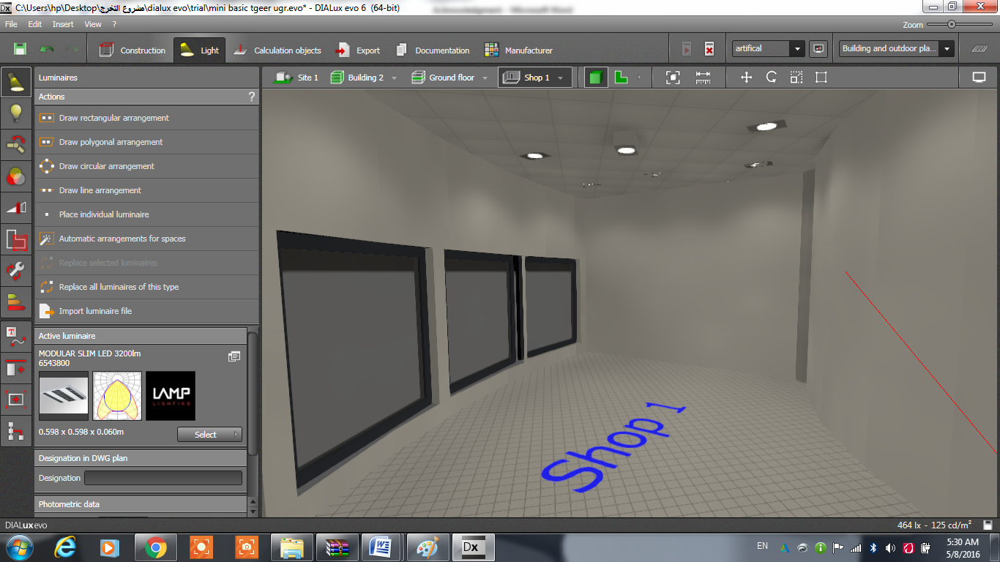 C:\Users\hp\Desktop\مشروع التخرج\dialux evo\trial\mini basic tgeer ugr.evo* - DIALux evo 6 (64-bit)
File Edit Insert View ?
Zoom
Construction Light Calculation objects Export Documentation Manufacturer
artifical
Building and outdoor pla...
Luminaires
Site 1 Building 2 Ground floor Shop 1
Actions ?
Draw rectangular arrangement
Draw polygonal arrangement
Draw circular arrangement
Draw line arrangement
Place individual luminaire
Automatic arrangements for spaces
Replace selected luminaires
Replace all luminaires of this type
Import luminaire file
Active luminaire
MODULAR SLIM LED 3200lm
6543800
LAMP
LIGHTING
0.598 x 0.598 x 0.060m
Select
Designation in DWG plan
Designation
Photometric data
Shop 1
DIALux evo
464 lx - 125 cd/m²
EN
5:30 AM
5/8/2016